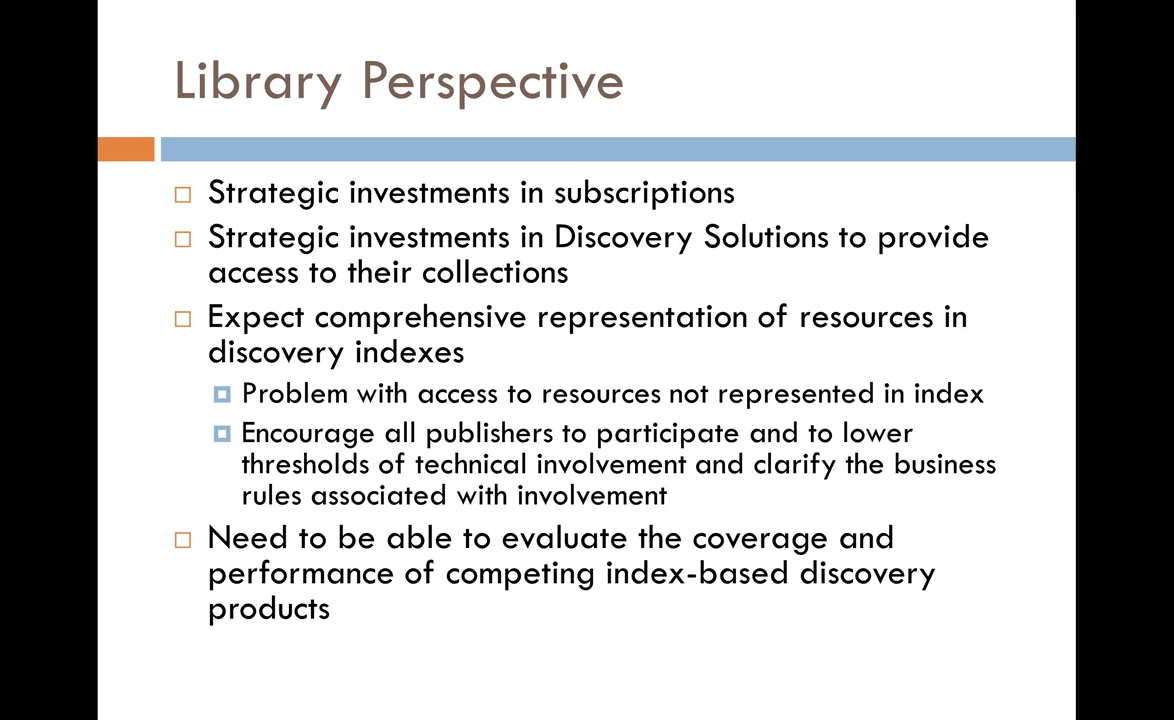 Library Perspective
Strategic investments in subscriptions
Strategic investments in Discovery Solutions to provide
access to their collections
Expect comprehensive representation of resources in
discovery indexes
Problem with access to resources not represented in index
Encourage all publishers to participate and to lower
thresholds of technical involvement and clarify the business
rules associated with involvement
Need to be able to evaluate the coverage and
performance of competing index-based discovery
products